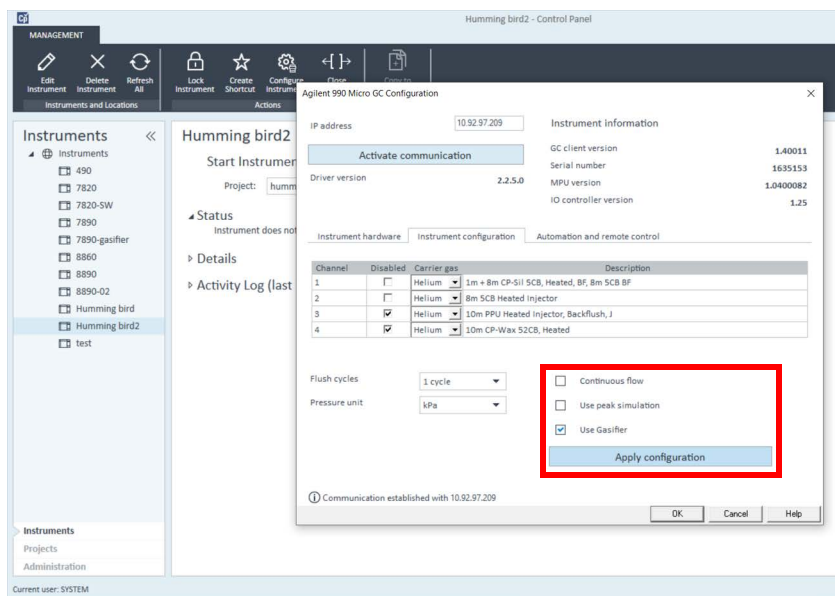 Humming bird2 - Control Panel
MANAGEMENT
Edit Instrument
Delete Instrument
Refresh All
Lock Instrument
Create Shortcut
Configure
Close
Copy to
Instruments and Locations
Actions
Instruments
Instruments
490
7820
7820-SW
7890
7890-gasifier
8860
8890
8890-02
Humming bird
Humming bird2
test
Instruments
Projects
Administration
Current user: SYSTEM
Humming bird2
Project:
Status
Details
Activity Log (last
Agilent 990 Micro GC Configuration
IP address 10.92.97.209
Activate communication
Driver version 2.2.5.0
Instrument information
GC client version 1.40011
Serial number 1635153
MPU version 1.0400082
IO controller version 1.25
Instrument hardware Instrument configuration Automation and remote control
Channel Disabled Carrier gas Description
1 Helium 1m + 8m CP-Sil 5CB, Heated, BF, 8m 5CB BF
2 Helium 8m 5CB Heated Injector
3 Helium 10m PPU Heated Injector, Backflush, J
4 Helium 10m CP-Wax 52CB, Heated
Flush cycles 1 cycle
Pressure unit kPa
Continuous flow
Use peak simulation
Use Gasifier
Apply configuration
Communication established with 10.92.97.209
OK Cancel Help